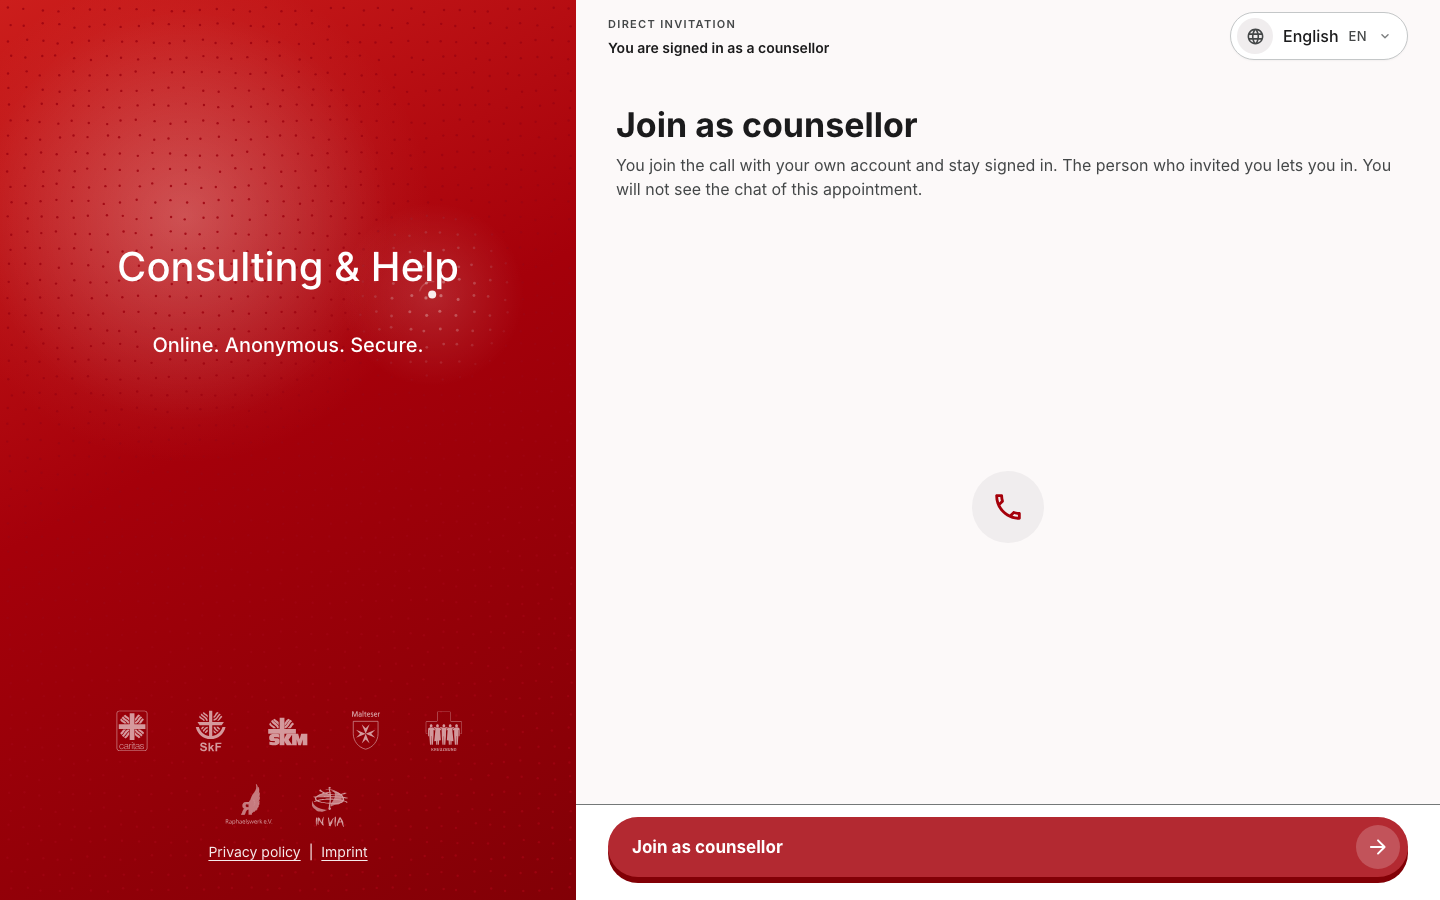 Consulting & Help
Online. Anonymous. Secure.
caritas
SkF
SKM
Malteser
KREUZBUND
Raphaelswerk e.V.
IN VIA
Privacy policy | Imprint
DIRECT INVITATION
You are signed in as a counsellor
English EN
Join as counsellor
You join the call with your own account and stay signed in. The person who invited you lets you in. You
will not see the chat of this appointment.
Join as counsellor